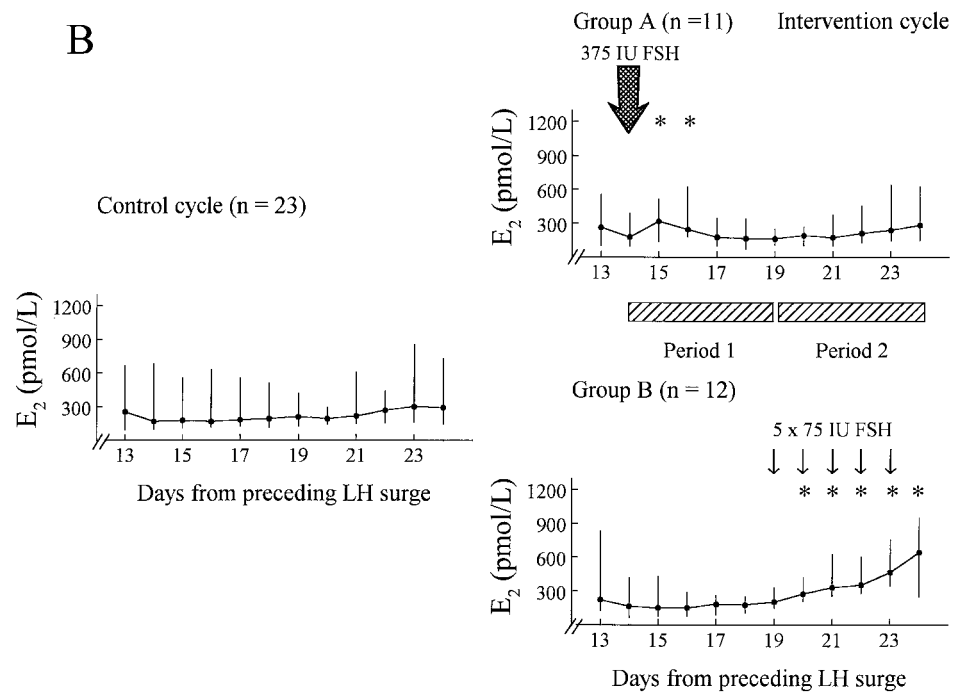 B
Group A (n =11)
Intervention cycle
375 IU FSH
* *
E2 (pmol/L)
1200
900
600
300
13 15 17 19 21 23
Control cycle (n = 23)
E2 (pmol/L)
1200
900
600
300
13 15 17 19 21 23
Days from preceding LH surge
Period 1
Period 2
Group B (n = 12)
5 x 75 IU FSH
* * * * *
E2 (pmol/L)
1200
900
600
300
13 15 17 19 21 23
Days from preceding LH surge